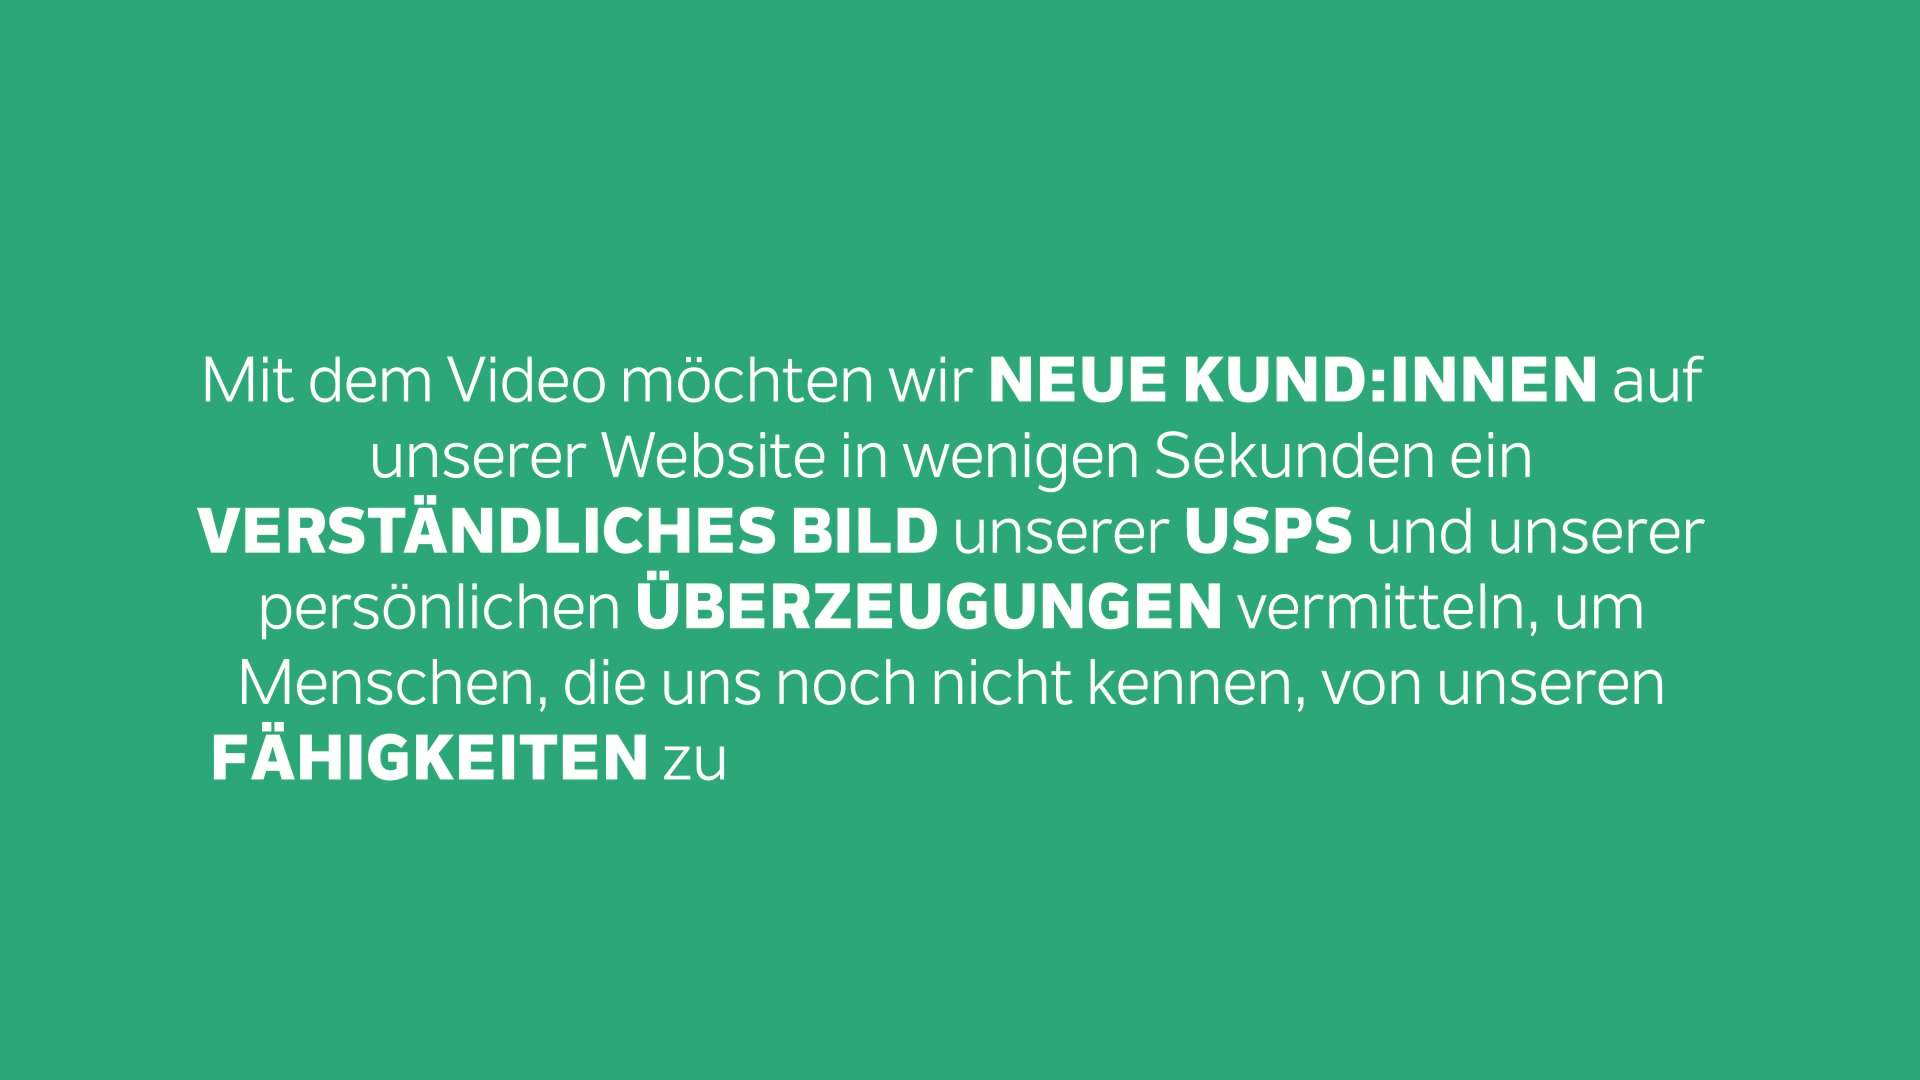 Mit dem Video möchten wir NEUE KUND:INNEN auf
unserer Website in wenigen Sekunden ein
VERSTÄNDLICHES BILD unserer USPS und unserer
persönlichen ÜBERZEUGUNGEN vermitteln, um
Menschen, die uns noch nicht kennen, von unseren
FÄHIGKEITEN zu